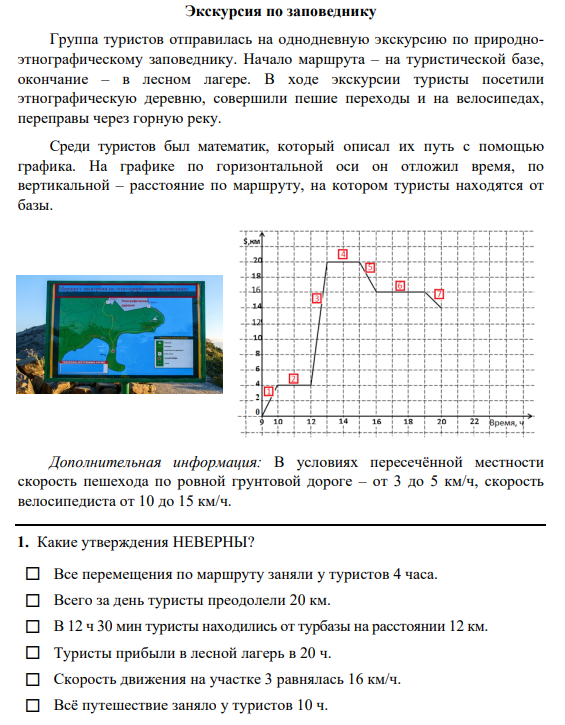 Экскурсия по заповеднику
Группа туристов отправилась на однодневную экскурсию по природно-
этнографическому заповеднику. Начало маршрута – на туристической базе,
окончание – в лесном лагере. В ходе экскурсии туристы посетили
этнографическую деревню, совершили пешие переходы и на велосипедах,
переправы через горную реку.
Среди туристов был математик, который описал их путь с помощью
графика. На графике по горизонтальной оси он отложил время, по
вертикальной – расстояние по маршруту, на котором туристы находятся от
базы.
S,км
20
18
16
14
12
10
8
6
4
2
0
1
2
3
4
5
6
7
9 10 12 14 16 18 20 22 Время, ч
Дополнительная информация: В условиях пересечённой местности
скорость пешехода по ровной грунтовой дороге – от 3 до 5 км/ч, скорость
велосипедиста от 10 до 15 км/ч.
1. Какие утверждения НЕВЕРНЫ?
Все перемещения по маршруту заняли у туристов 4 часа.
Всего за день туристы преодолели 20 км.
В 12 ч 30 мин туристы находились от турбазы на расстоянии 12 км.
Туристы прибыли в лесной лагерь в 20 ч.
Скорость движения на участке 3 равнялась 16 км/ч.
Всё путешествие заняло у туристов 10 ч.